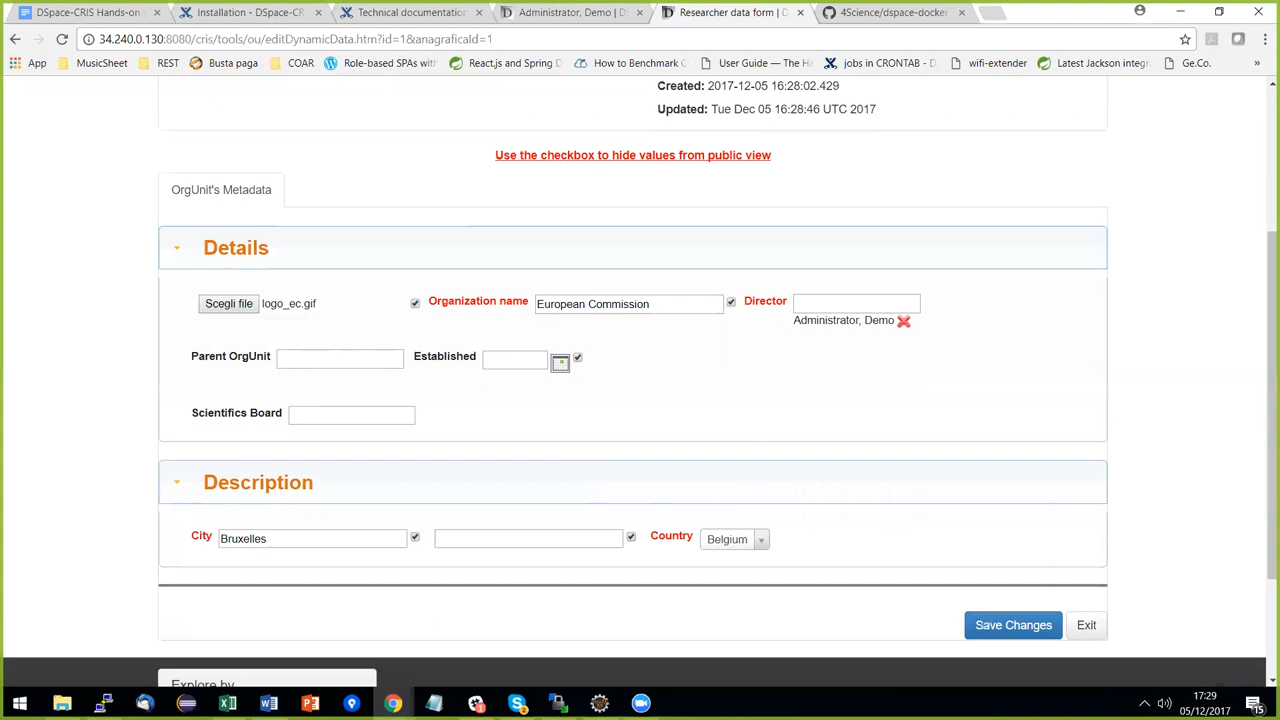 DSpace-CRIS Hands-on
Installation - DSpace-CR
Technical documentation
Administrator, Demo | DS
Researcher data form | D
4Science/dspace-docker
34.240.0.130:8080/cris/tools/ou/editDynamicData.htm?id=1&anagraficaId=1
App
MusicSheet
REST
Busta paga
COAR
Role-based SPAs with
React.js and Spring D
How to Benchmark C
User Guide — The Ha
jobs in CRONTAB - D
wifi-extender
Latest Jackson integr
Ge.Co.
»
Created: 2017-12-05 16:28:02.429
Updated: Tue Dec 05 16:28:46 UTC 2017
Use the checkbox to hide values from public view
OrgUnit's Metadata
Details
Scegli file logo_ec.gif
Organization name European Commission
Director
Administrator, Demo
Parent OrgUnit
Established
Scientifics Board
Description
City Bruxelles
Country Belgium
Save Changes
Exit
Explore by
17:29
05/12/2017
15